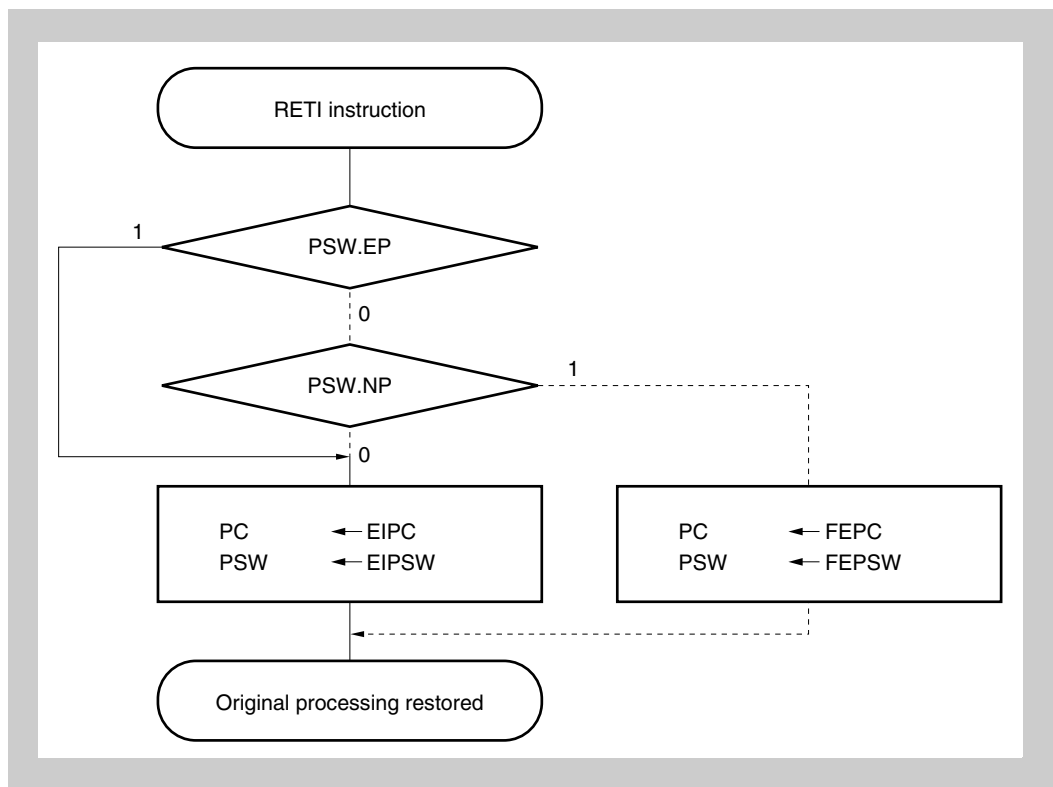 RETI instruction
1
PSW.EP
0
PSW.NP
1
0
PC ← EIPC
PSW ← EIPSW
PC ← FEPC
PSW ← FEPSW
Original processing restored